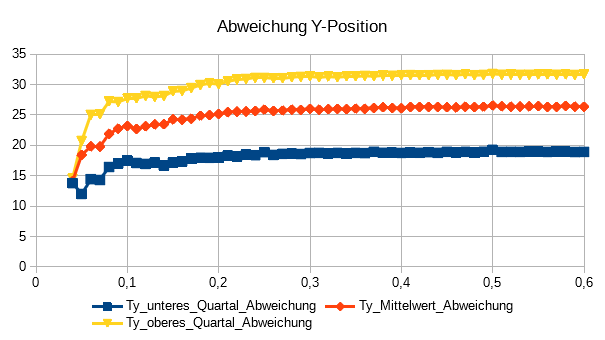 Abweichung Y-Position
35
30
25
20
15
10
5
0
0 0,1 0,2 0,3 0,4 0,5 0,6
Ty_unteres_Quartal_Abweichung Ty_Mittelwert_Abweichung
Ty_oberes_Quartal_Abweichung